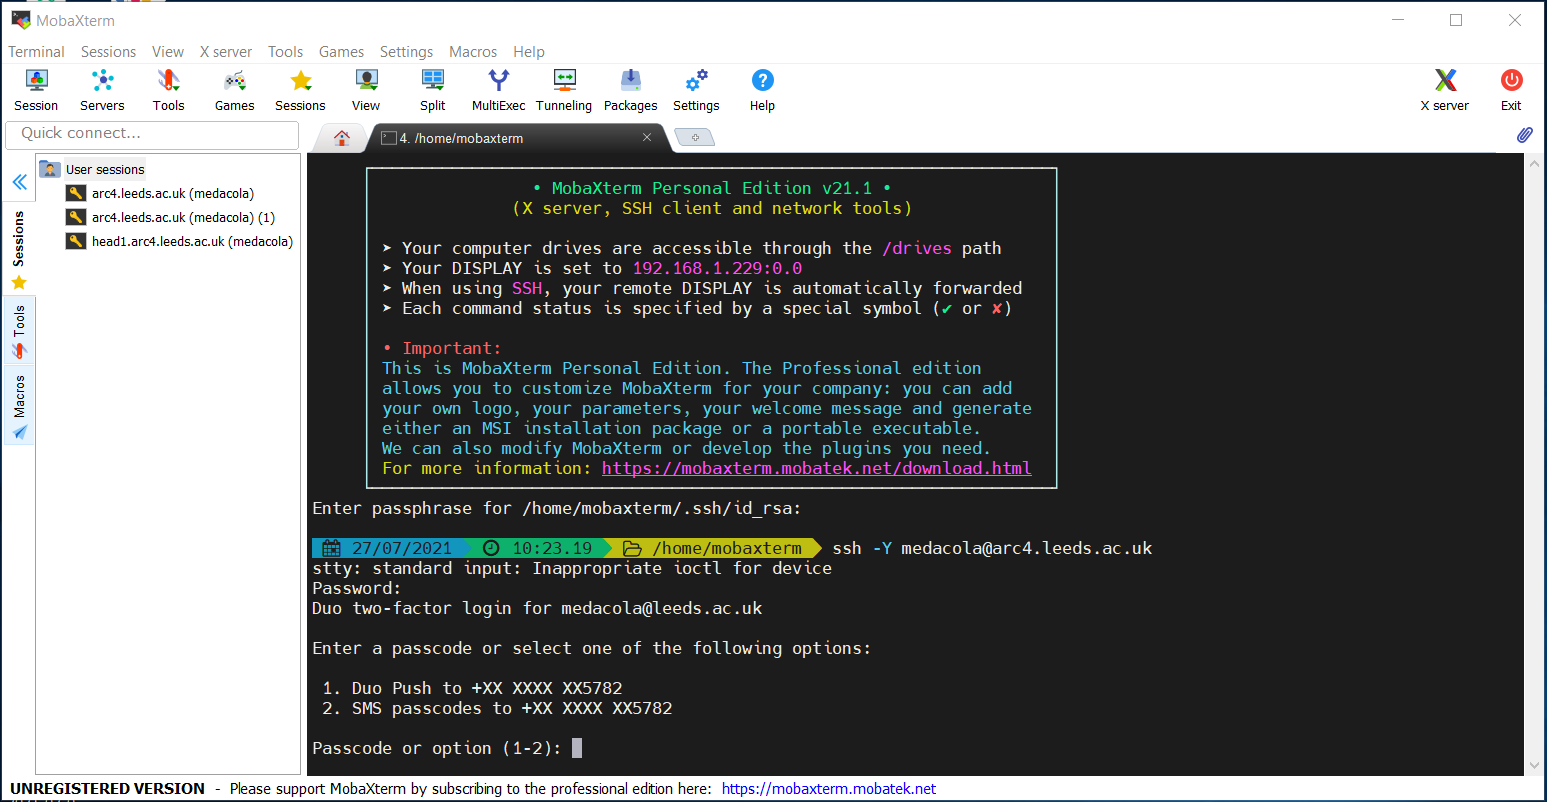 MobaXterm
Terminal Sessions View X server Tools Games Settings Macros Help
Session Servers Tools Games Sessions View Split MultiExec Tunneling Packages Settings Help X server Exit
Quick connect...
4. /home/mobaxterm
User sessions
arc4.leeds.ac.uk (medacola)
arc4.leeds.ac.uk (medacola) (1)
head1.arc4.leeds.ac.uk (medacola)
Sessions
Tools
Macros
• MobaXterm Personal Edition v21.1 •
(X server, SSH client and network tools)
➤ Your computer drives are accessible through the /drives path
➤ Your DISPLAY is set to 192.168.1.229:0.0
➤ When using SSH, your remote DISPLAY is automatically forwarded
➤ Each command status is specified by a special symbol (✔ or ✘)
• Important:
This is MobaXterm Personal Edition. The Professional edition
allows you to customize MobaXterm for your company: you can add
your own logo, your parameters, your welcome message and generate
either an MSI installation package or a portable executable.
We can also modify MobaXterm or develop the plugins you need.
For more information: https://mobaxterm.mobatek.net/download.html
Enter passphrase for /home/mobaxterm/.ssh/id_rsa:
27/07/2021 10:23.19 /home/mobaxterm ssh -Y medacola@arc4.leeds.ac.uk
stty: standard input: Inappropriate ioctl for device
Password:
Duo two-factor login for medacola@leeds.ac.uk
Enter a passcode or select one of the following options:
1. Duo Push to +XX XXXX XX5782
2. SMS passcodes to +XX XXXX XX5782
Passcode or option (1-2):
UNREGISTERED VERSION - Please support MobaXterm by subscribing to the professional edition here: https://mobaxterm.mobatek.net